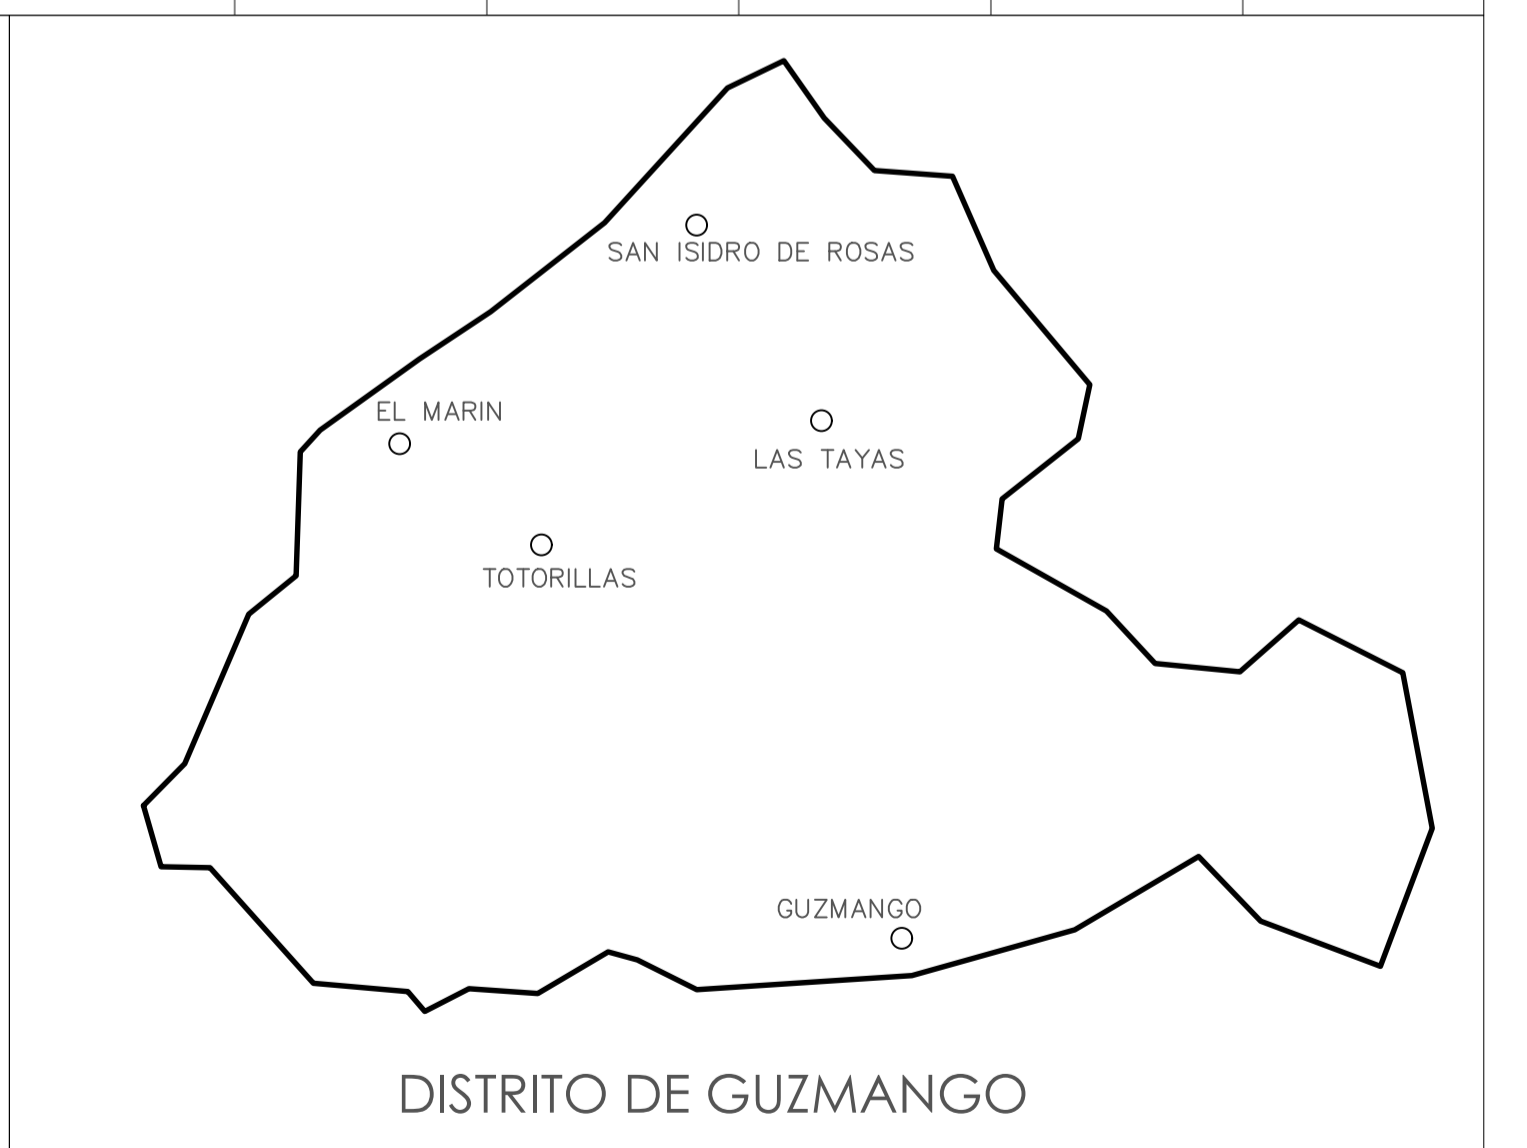 SAN ISIDRO DE ROSAS
EL MARIN
LAS TAYAS
TOTORILLAS
GUZMANGO
DISTRITO DE GUZMANGO